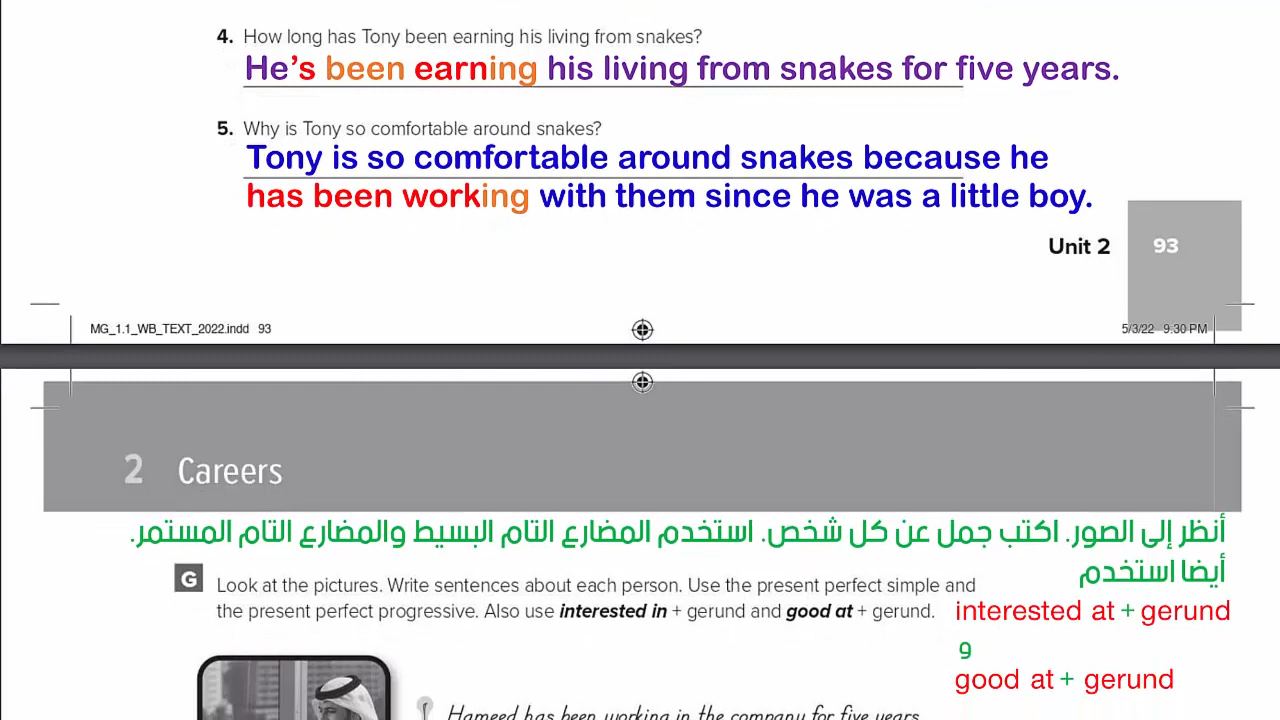 4. How long has Tony been earning his living from snakes?
He's been earning his living from snakes for five years.
5. Why is Tony so comfortable around snakes?
Tony is so comfortable around snakes because he
has been working with them since he was a little boy.
Unit 2 93
MG_1.1_WB_TEXT_2022.indd 93 5/3/22 9:30 PM
2 Careers
أنظر إلى الصور. اكتب جمل عن كل شخص. استخدم المضارع التام البسيط والمضارع التام المستمر.
أيضا استخدم
G Look at the pictures. Write sentences about each person. Use the present perfect simple and
the present perfect progressive. Also use interested in + gerund and good at + gerund.
interested at + gerund
و
good at + gerund
Hameed has been working in the company for five years